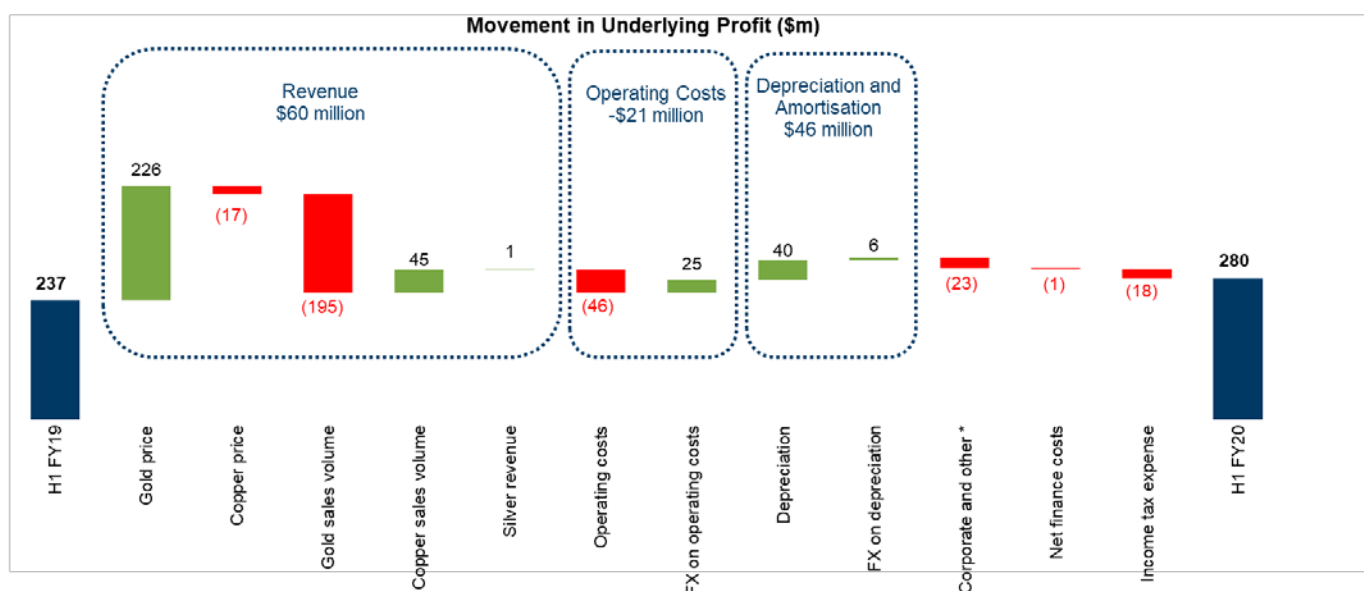 Movement in Underlying Profit ($m)
Revenue
$60 million
Operating Costs
-$21 million
Depreciation and
Amortisation
$46 million
237
226
(17)
(195)
45
1
(46)
25
40
6
(23)
(1)
(18)
280
H1 FY19
Gold price
Copper price
Gold sales volume
Copper sales volume
Silver revenue
Operating costs
FX on operating costs
Depreciation
FX on depreciation
Corporate and other *
Net finance costs
Income tax expense
H1 FY20